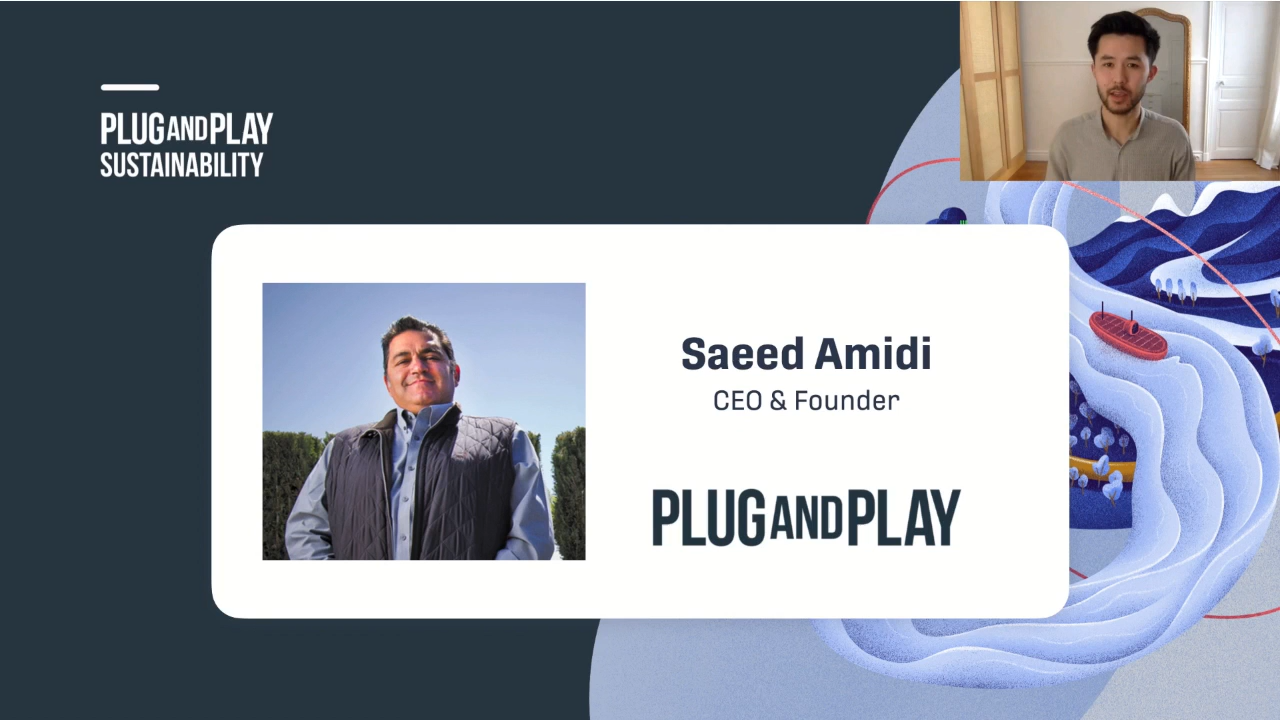 PLUGANDPLAY
SUSTAINABILITY
Saeed Amidi
CEO & Founder
PLUGANDPLAY